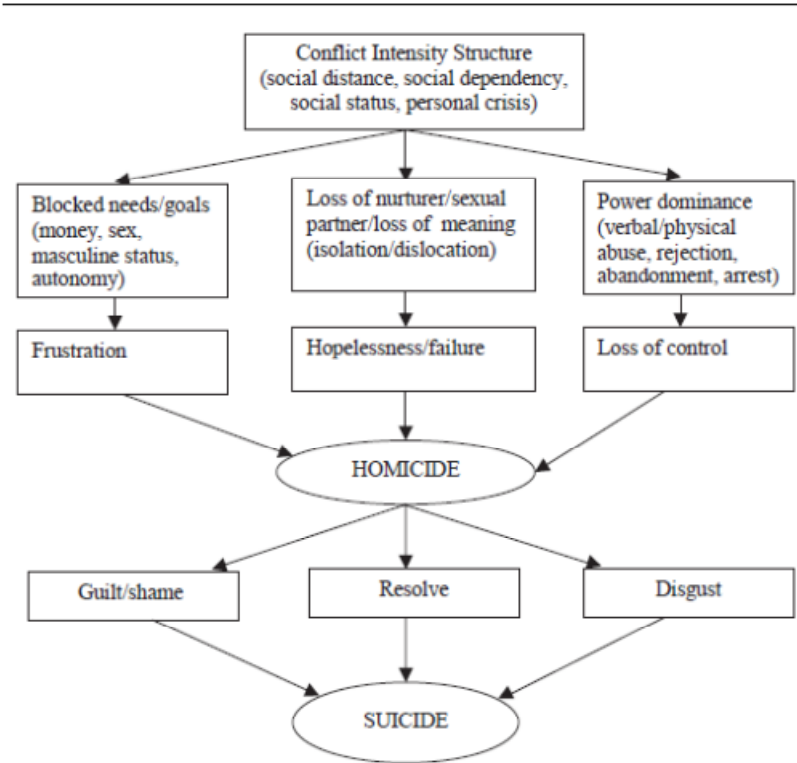 Conflict Intensity Structure
(social distance, social dependency,
social status, personal crisis)
Blocked needs/goals
(money, sex,
masculine status,
autonomy)
Loss of nurturer/sexual
partner/loss of meaning
(isolation/dislocation)
Power dominance
(verbal/physical
abuse, rejection,
abandonment, arrest)
Frustration
Hopelessness/failure
Loss of control
HOMICIDE
Guilt/shame
Resolve
Disgust
SUICIDE